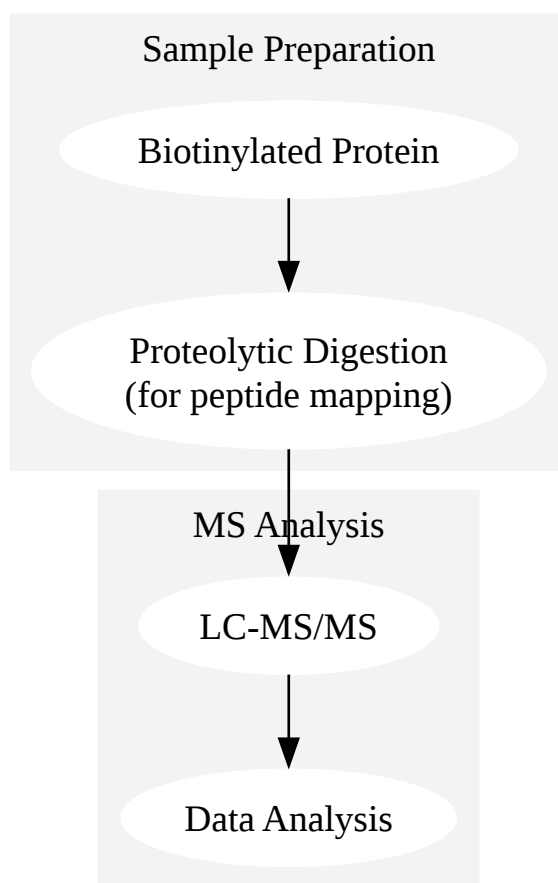 Sample Preparation
Biotinylated Protein
Proteolytic Digestion
(for peptide mapping)
MS Analysis
LC-MS/MS
Data Analysis